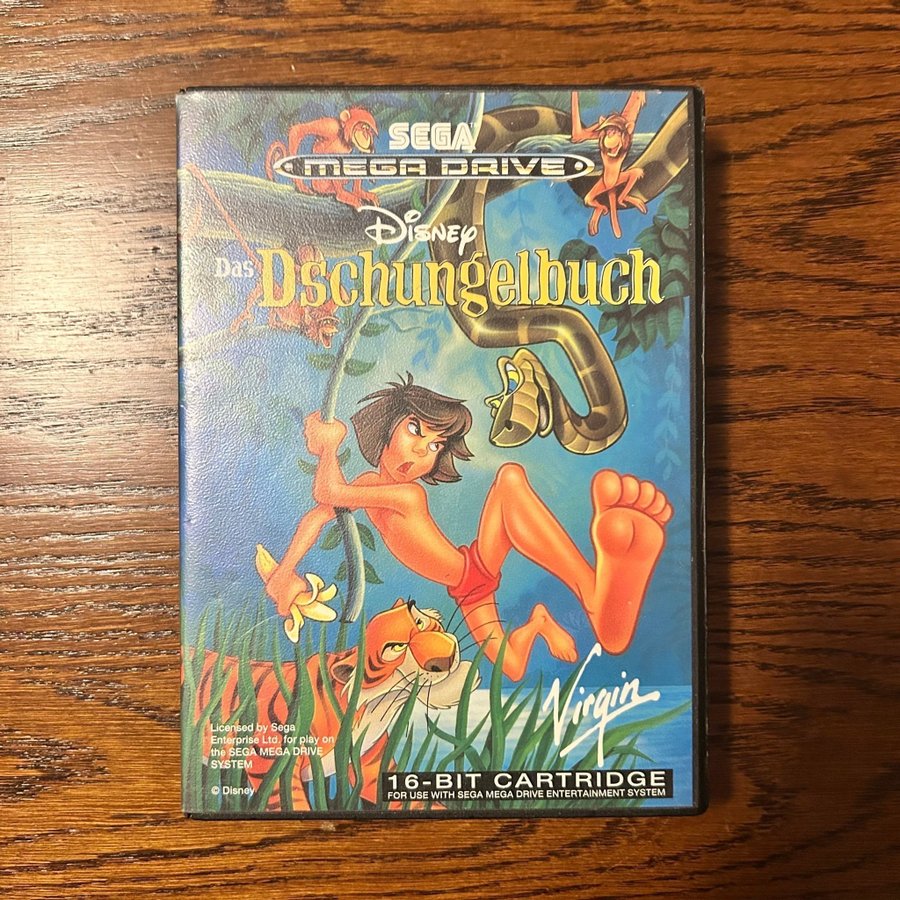 SEGA
MEGA DRIVE
Disney
Das Dschungelbuch
Virgin
Licensed by Sega
Enterprise Ltd. for play on
the SEGA MEGA DRIVE
SYSTEM
© Disney
16-BIT CARTRIDGE
FOR USE WITH SEGA MEGA DRIVE ENTERTAINMENT SYSTEM